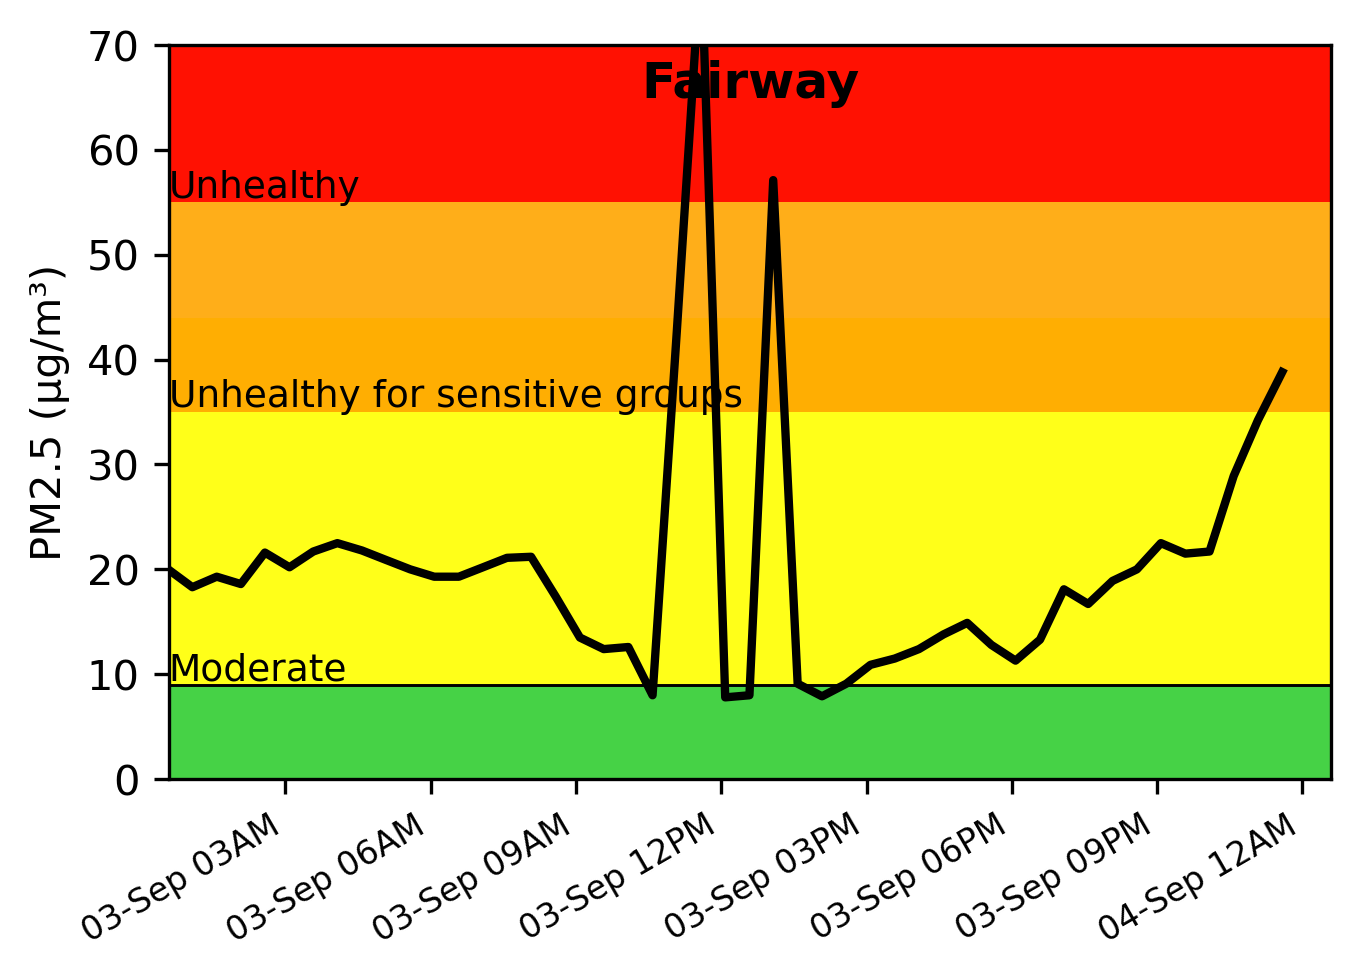 Fairway
PM2.5 (µg/m³)
70
60
50
40
30
20
10
0
Unhealthy
Unhealthy for sensitive groups
Moderate
03-Sep 03AM
03-Sep 06AM
03-Sep 09AM
03-Sep 12PM
03-Sep 03PM
03-Sep 06PM
03-Sep 09PM
04-Sep 12AM